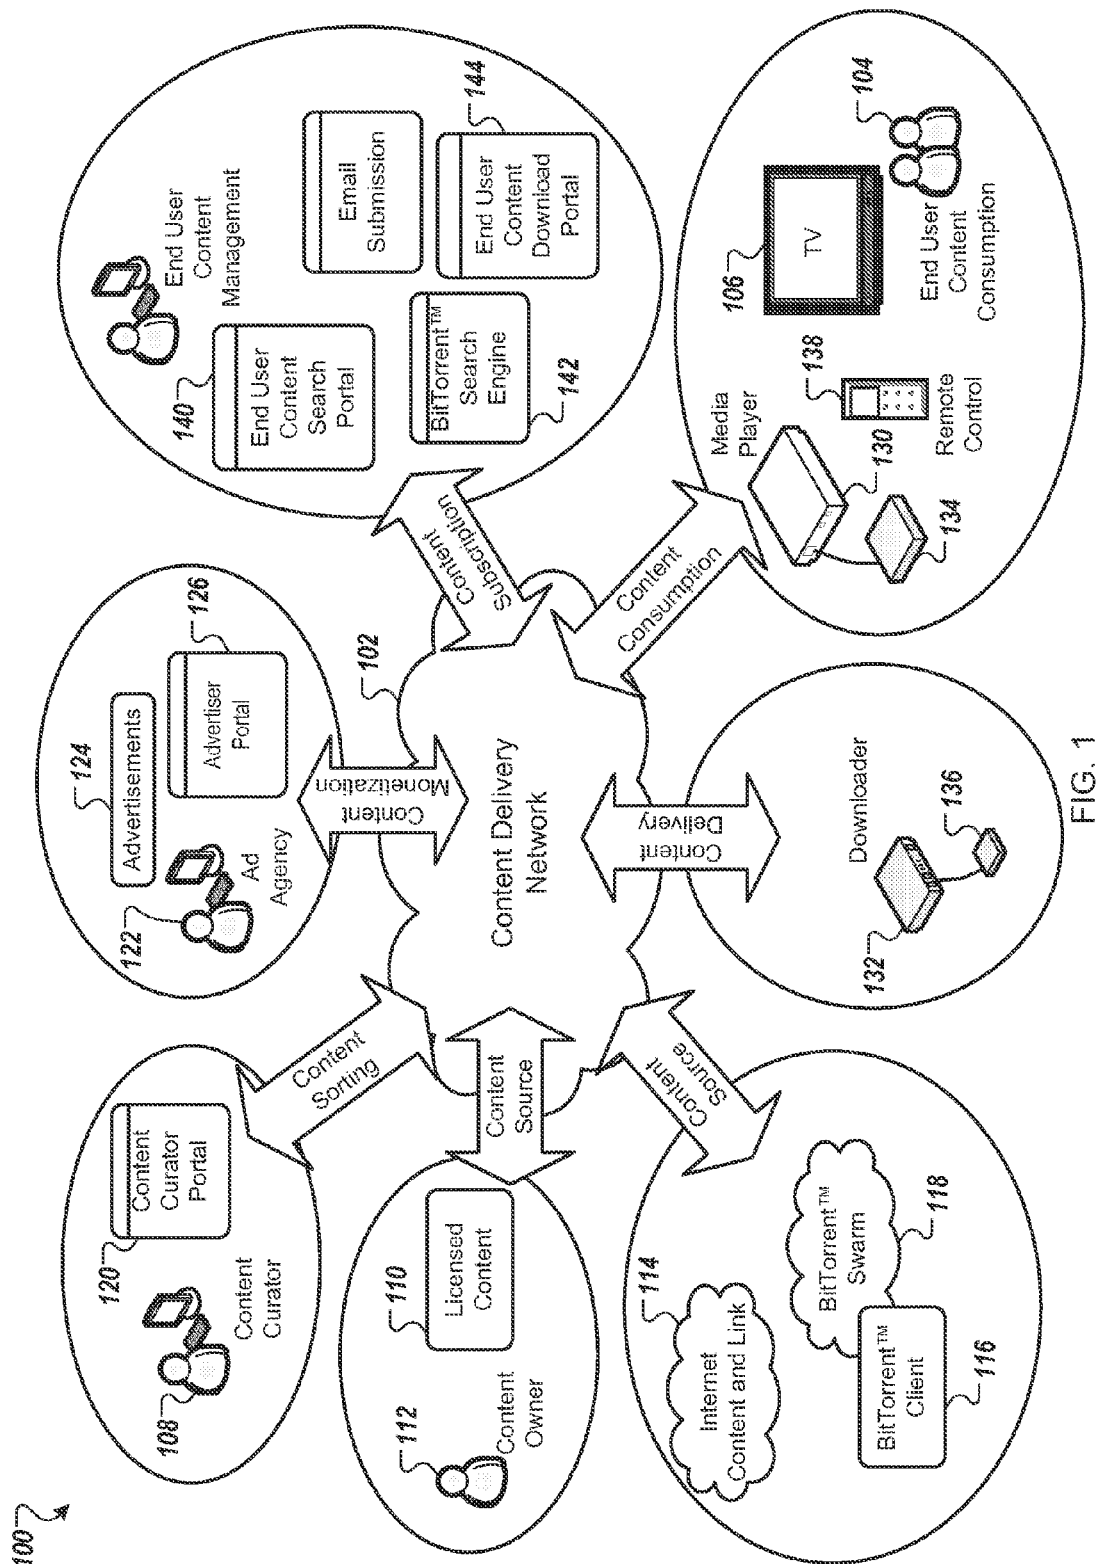 100
108
Content
Curator
120
Content
Curator
Portal
Content
Sorting
122
Ad
Agency
124
Advertisements
126
Advertiser
Portal
Content
Monetization
102
End User
Content
Management
140
End User
Content
Search
Portal
Email
Submission
BitTorrent™
Search
Engine
142
144
End User
Content
Download
Portal
Content
Subscription
112
Content
Owner
110
Licensed
Content
Content
Source
Content Delivery
Network
Content
Consumption
Media
Player
130
134
138
Remote
Control
106
TV
104
End User
Content
Consumption
114
Internet
Content and Link
BitTorrent™
Swarm
118
BitTorrent™
Client
116
Content
Source
Content
Delivery
Downloader
132
136
FIG. 1